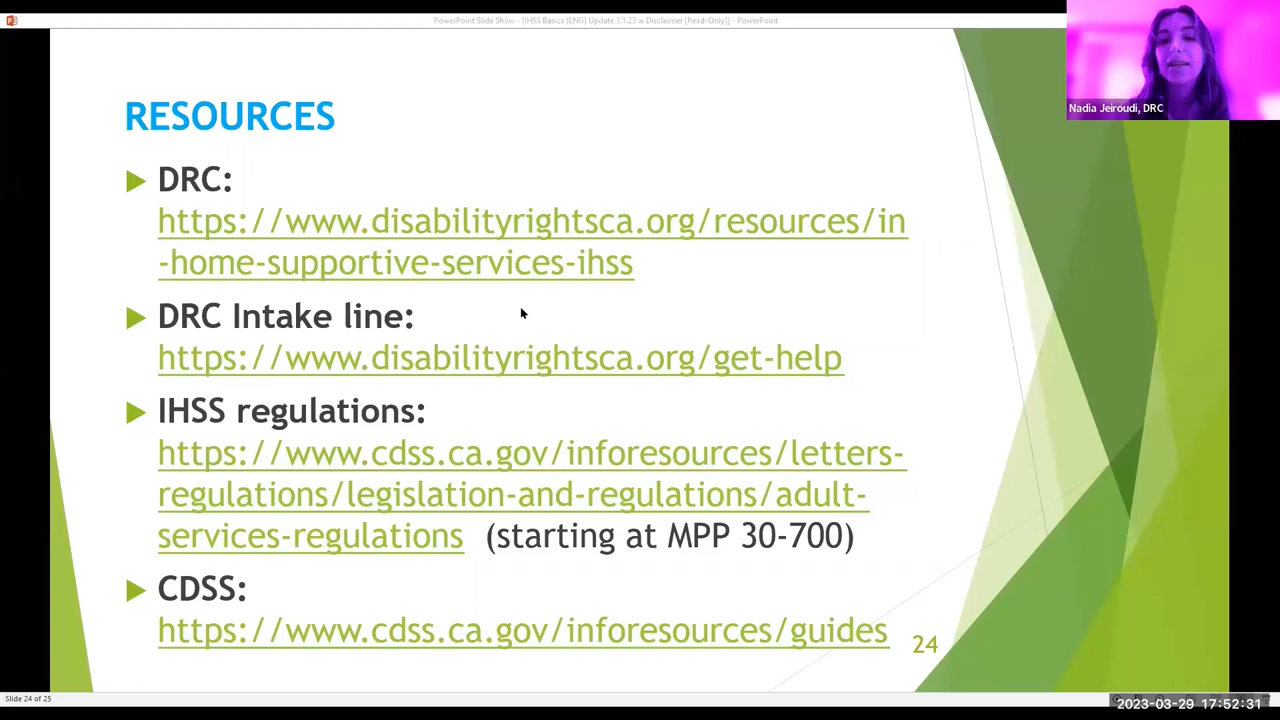 PowerPoint Slide Show - [IHSS Basics (ENG) Update 3.1.23 w Disclaimer [Read-Only]] - PowerPoint
Nadia Jeiroudi, DRC
RESOURCES
DRC:
https://www.disabilityrightsca.org/resources/in
-home-supportive-services-ihss
DRC Intake line:
https://www.disabilityrightsca.org/get-help
IHSS regulations:
https://www.cdss.ca.gov/inforesources/letters-
regulations/legislation-and-regulations/adult-
services-regulations (starting at MPP 30-700)
CDSS:
https://www.cdss.ca.gov/inforesources/guides
24
Slide 24 of 25
2023-03-29 17:52:31